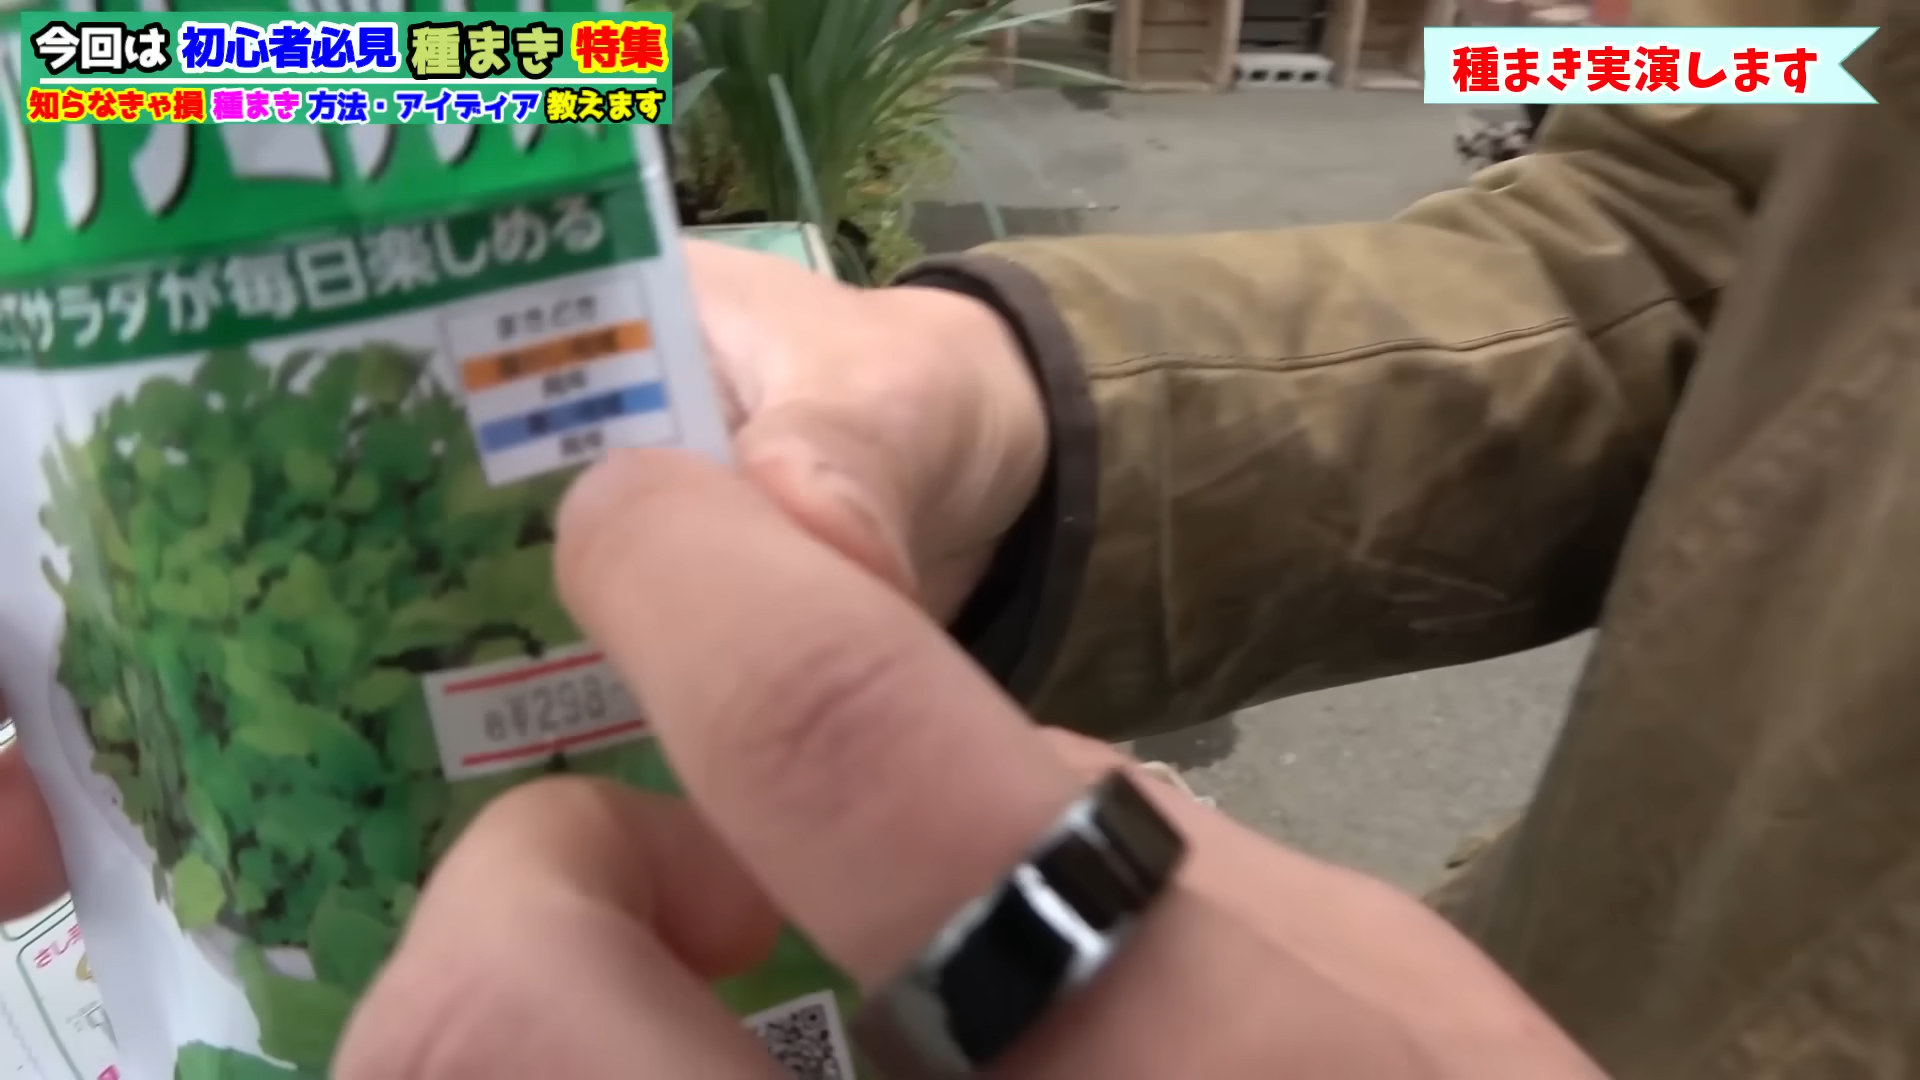 今回は 初心者必見 種まき 特集
知らなきゃ損 種まき 方法・アイディア 教えます
種まき実演します
サラダが毎日楽しめる
まきどき
¥298